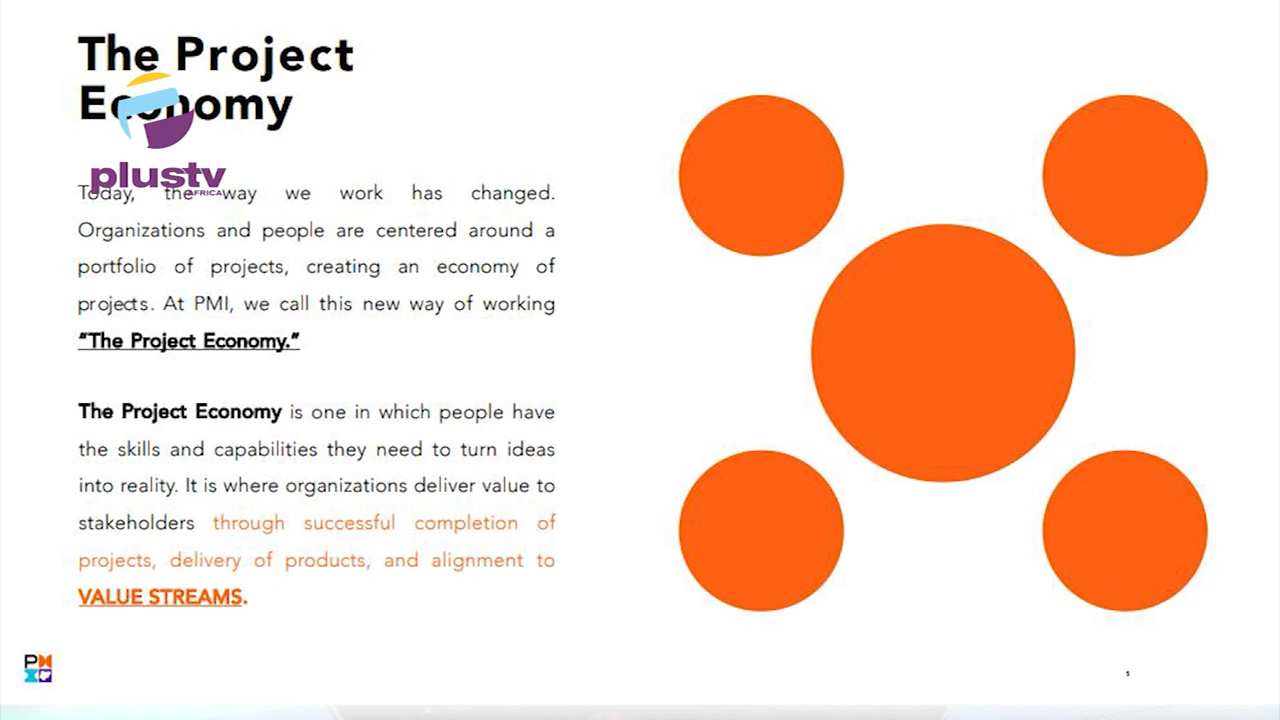 The Project
Economy
plustv
AFRICA
Today, the way we work has changed.
Organizations and people are centered around a
portfolio of projects, creating an economy of
projects. At PMI, we call this new way of working
“The Project Economy.”
The Project Economy is one in which people have
the skills and capabilities they need to turn ideas
into reality. It is where organizations deliver value to
stakeholders through successful completion of
projects, delivery of products, and alignment to
VALUE STREAMS.
5